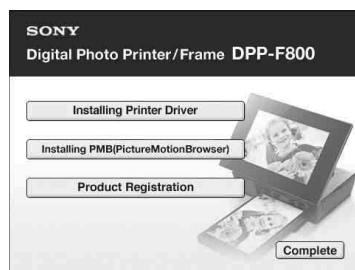 SONY
Digital Photo Printer/Frame DPP-F800
Installing Printer Driver
Installing PMB(PictureMotionBrowser)
Product Registration
Complete